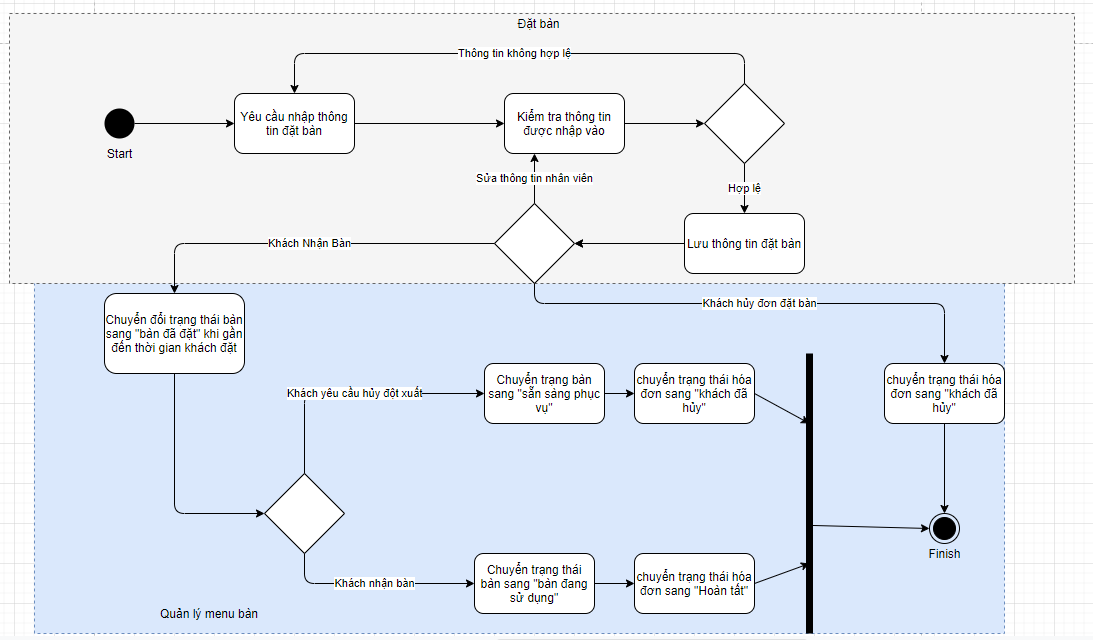 Đặt bàn
Thông tin không hợp lệ
Yêu cầu nhập thông
tin đặt bàn
Kiểm tra thông tin
được nhập vào
Start
Sửa thông tin nhân viên
Hợp lệ
Khách Nhận Bàn
Lưu thông tin đặt bàn
Khách hủy đơn đặt bàn
Chuyển đổi trạng thái bàn
sang "bàn đã đặt" khi gần
đến thời gian khách đặt
Khách yêu cầu hủy đột xuất
Chuyển trạng bàn
sang "sẵn sàng phục
vụ"
chuyển trạng thái hóa
đơn sang "khách đã
hủy"
chuyển trạng thái hóa
đơn sang "khách đã
hủy"
Finish
Khách nhận bàn
Chuyển trạng thái
bàn sang "bàn đang
sử dụng"
chuyển trạng thái hóa
đơn sang "Hoàn tất"
Quản lý menu bàn